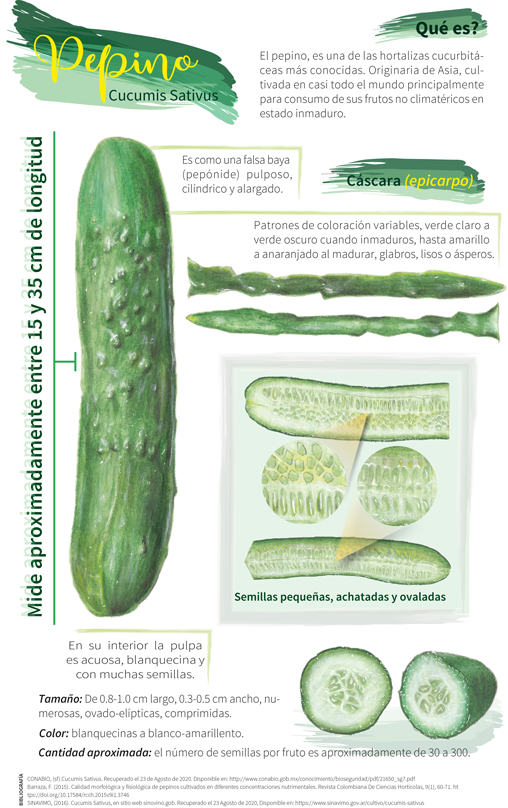 Pepino
Cucumis Sativus
Qué es?
El pepino, es una de las hortalizas cucurbitá-
ceas más conocidas. Originaria de Asia, cul-
tivada en casi todo el mundo principalmente
para consumo de sus frutos no climatéricos en
estado inmaduro.
Mide aproximadamente entre 15 y 35 cm de longitud
Es como una falsa baya
(pepónide) pulposo,
cilíndrico y alargado.
Cáscara (epicarpo)
Patrones de coloración variables, verde claro a
verde oscuro cuando inmaduros, hasta amarillo
a anaranjado al madurar, glabros, lisos o ásperos.
Semillas pequeñas, achatadas y ovaladas
En su interior la pulpa
es acuosa, blanquecina y
con muchas semillas.
Tamaño: De 0.8-1.0 cm largo, 0.3-0.5 cm ancho, nu-
merosas, ovado-elípticas, comprimidas.
Color: blanquecinas a blanco-amarillento.
Cantidad aproximada: el número de semillas por fruto es aproximadamente de 30 a 300.
BIBLIOGRAFÍA
CONABIO, (sf) Cucumis Sativus. Recuperado el 23 de Agosto de 2020. Disponible en: http://www.conabio.gob.mx/conocimiento/bioseguridad/pdf/21650_sg7.pdf
Barraza, F. (2015). Calidad morfológica y fisiológica de pepinos cultivados en diferentes concentraciones nutrimentales. Revista Colombiana De Ciencias Hortícolas, 9(1), 60-71. ht
tps://doi.org/10.17584/rcch.2015v9i1.3746
SINAVIMO, (2016). Cucumis Sativus, en sitio web sinavimo.gob. Recuperado el 23 Agosto de 2020, Disponible en: https://www.sinavimo.gov.ar/cultivo/cucumis-sativus